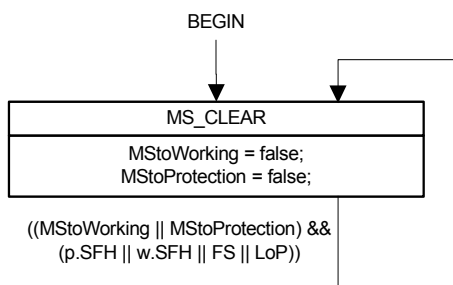 BEGIN
MS_CLEAR
MStoWorking = false;
MStoProtection = false;
((MStoWorking || MStoProtection) &&
(p.SFH || w.SFH || FS || LoP))